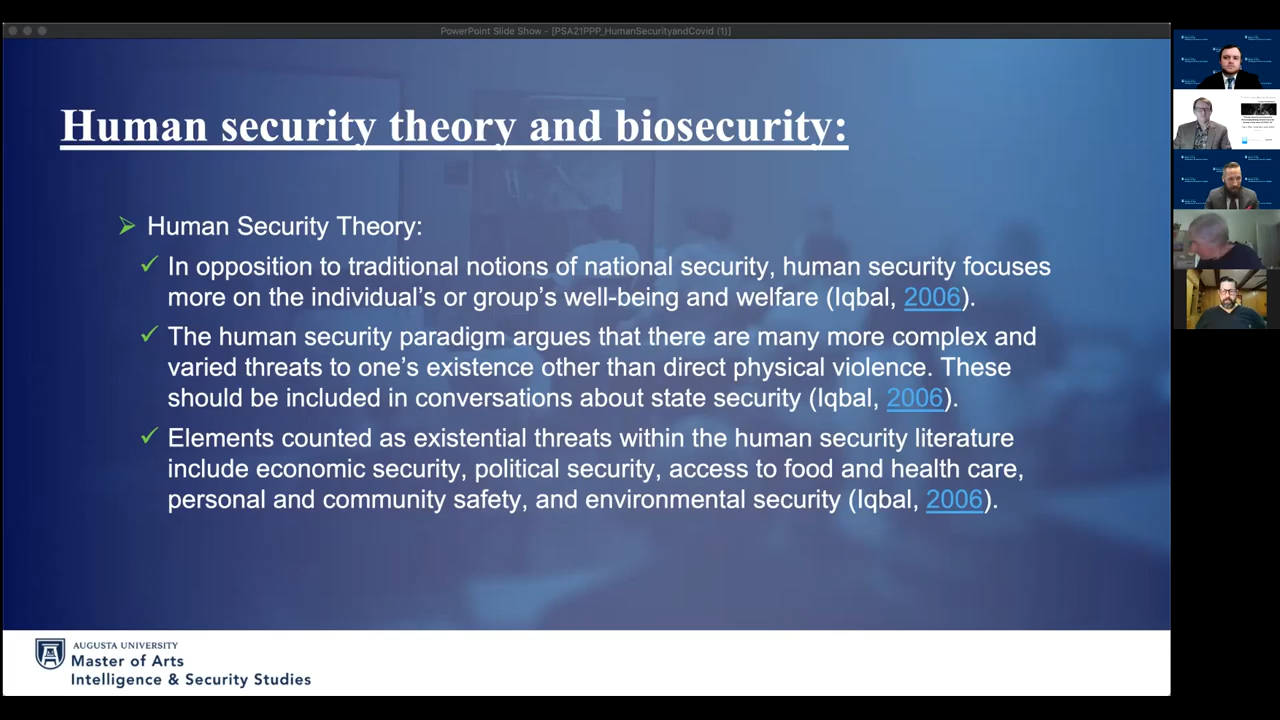 PowerPoint Slide Show - [PSA21PPP_HumanSecurityandCovid (1)]
Human security theory and biosecurity:
Human Security Theory:
In opposition to traditional notions of national security, human security focuses
more on the individual’s or group’s well-being and welfare (Iqbal, 2006).
The human security paradigm argues that there are many more complex and
varied threats to one’s existence other than direct physical violence. These
should be included in conversations about state security (Iqbal, 2006).
Elements counted as existential threats within the human security literature
include economic security, political security, access to food and health care,
personal and community safety, and environmental security (Iqbal, 2006).
AUGUSTA UNIVERSITY
Master of Arts
Intelligence & Security Studies